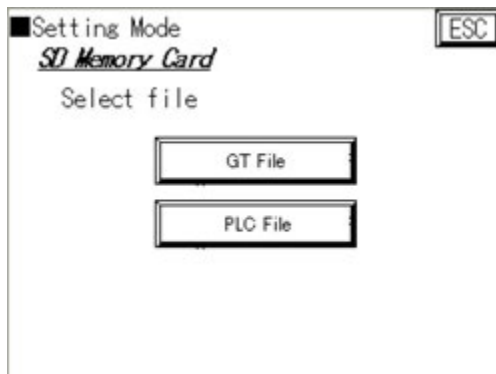 ■Setting Mode
ESC
SD Memory Card
Select file
GT File
PLC File